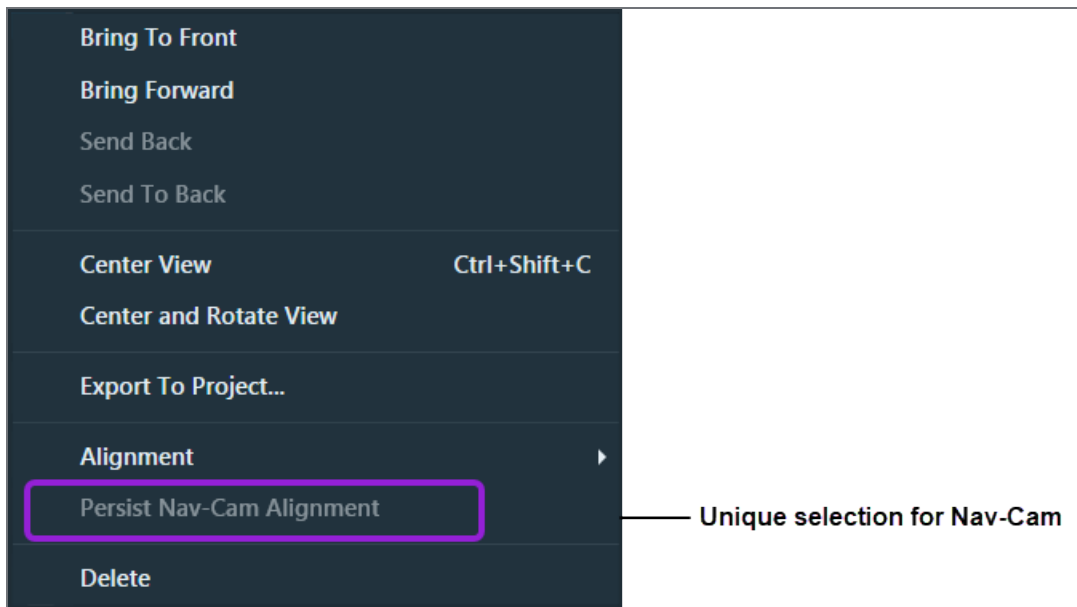 Bring To Front
Bring Forward
Send Back
Send To Back
Center View Ctrl+Shift+C
Center and Rotate View
Export To Project...
Alignment
Persist Nav-Cam Alignment
Unique selection for Nav-Cam
Delete